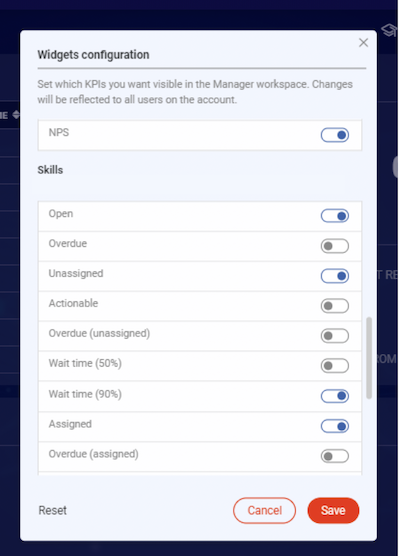 Widgets configuration
Set which KPIs you want visible in the Manager workspace. Changes
will be reflected to all users on the account.
NPS
Skills
Open
Overdue
Unassigned
Actionable
Overdue (unassigned)
Wait time (50%)
Wait time (90%)
Assigned
Overdue (assigned)
Reset
Cancel
Save